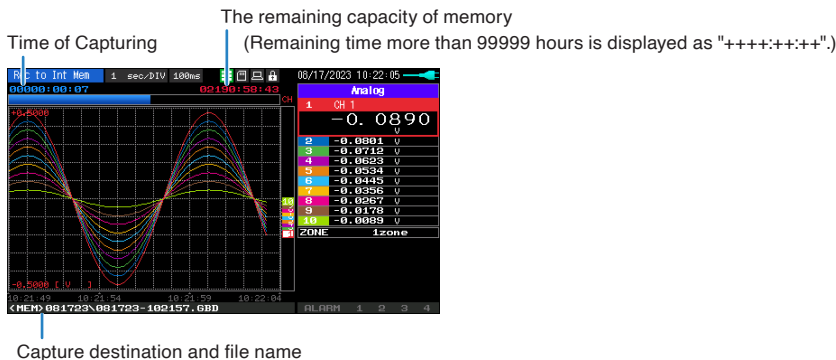 The remaining capacity of memory
Time of Capturing
(Remaining time more than 99999 hours is displayed as "++++:++:++".)
Rec to Int Mem 1 sec/DIV 100ms 08/17/2023 10:22:05
00000:00:07 02190:58:43
CH
Analog
+0.5000
1 CH 1
-0.0890
V
2 -0.0801 V
3 -0.0712 V
4 -0.0623 V
5 -0.0534 V
6 -0.0445 V
7 -0.0356 V
8 -0.0267 V
9 -0.0178 V
10 -0.0089 V
10
ZONE 1zone
1
-0.5000 [ V ]
10:21:49 10:21:54 10:21:59 10:22:04
<MEM>081723\081723-102157.GBD
ALARM 1 2 3 4
Capture destination and file name